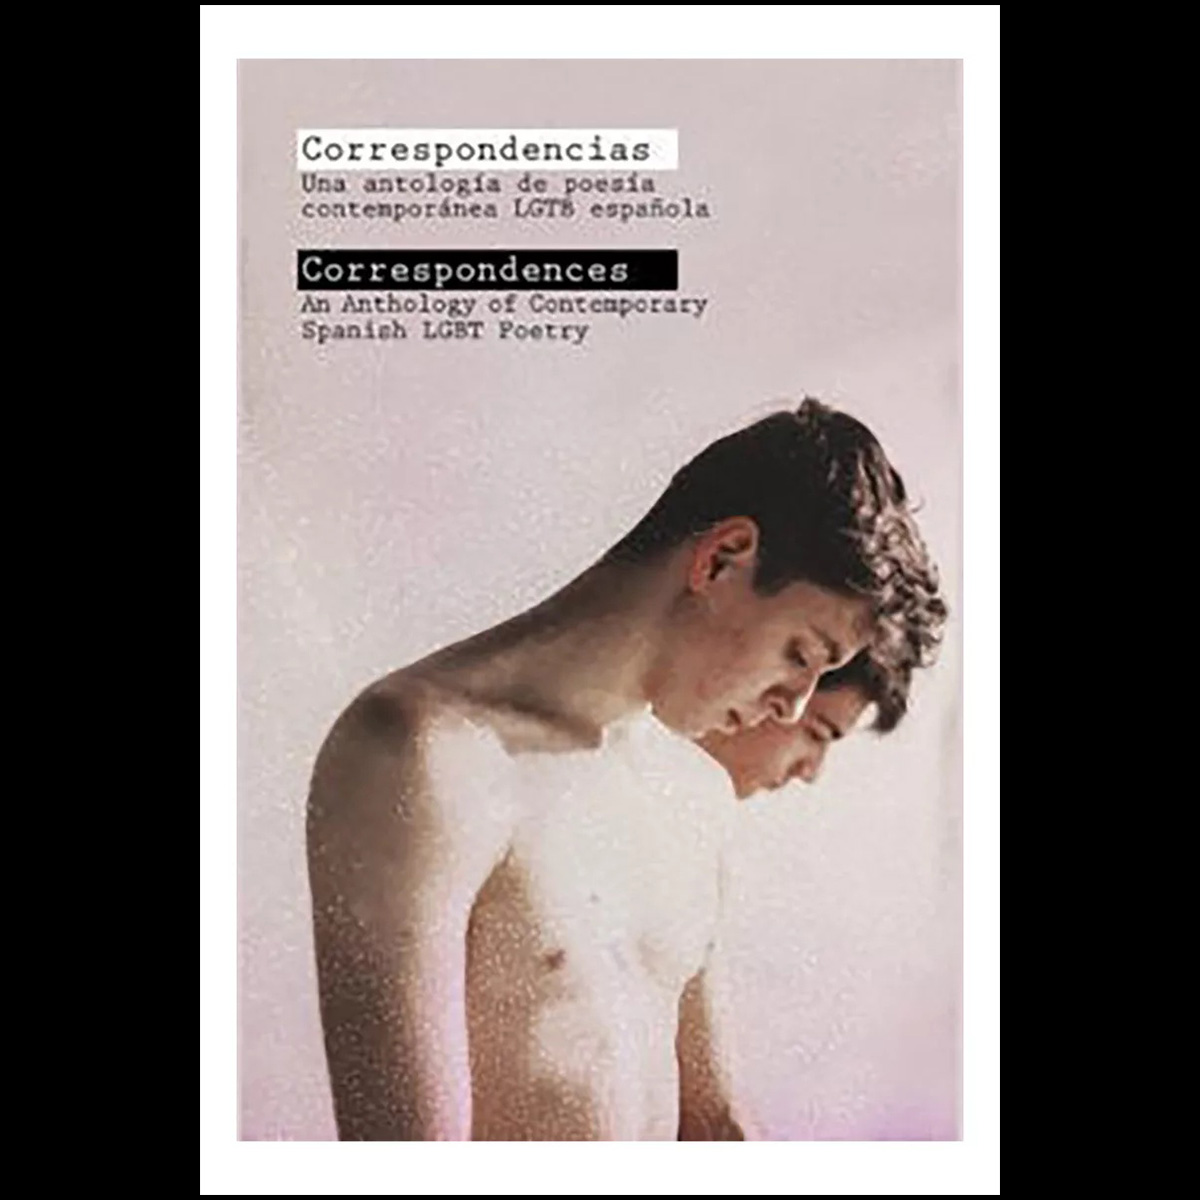 Correspondencias
Una antología de poesía
contemporánea LGTB española
Correspondences
An Anthology of Contemporary
Spanish LGBT Poetry